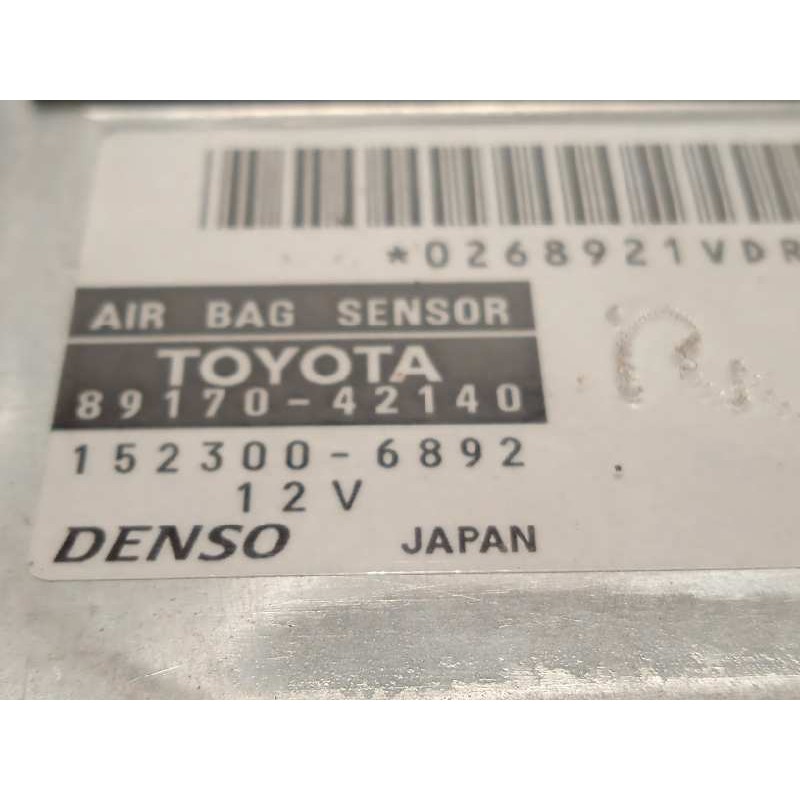 *0268921VDR
AIR BAG SENSOR
TOYOTA
89170-42140
152300-6892
12V
DENSO JAPAN